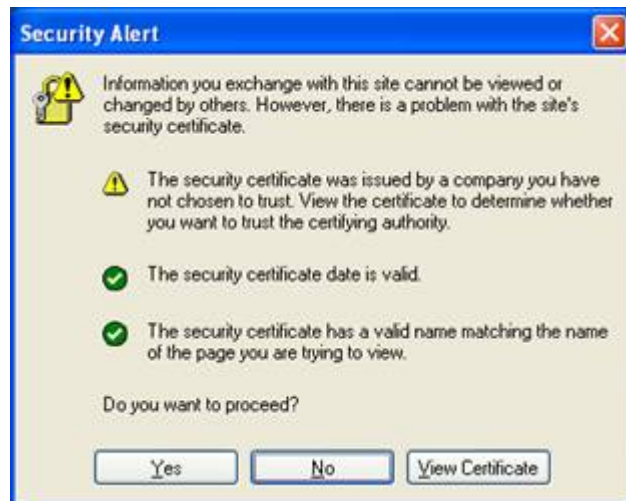 Security Alert
Information you exchange with this site cannot be viewed or
changed by others. However, there is a problem with the site's
security certificate.
The security certificate was issued by a company you have
not chosen to trust. View the certificate to determine whether
you want to trust the certifying authority.
The security certificate date is valid.
The security certificate has a valid name matching the name
of the page you are trying to view.
Do you want to proceed?
Yes No View Certificate